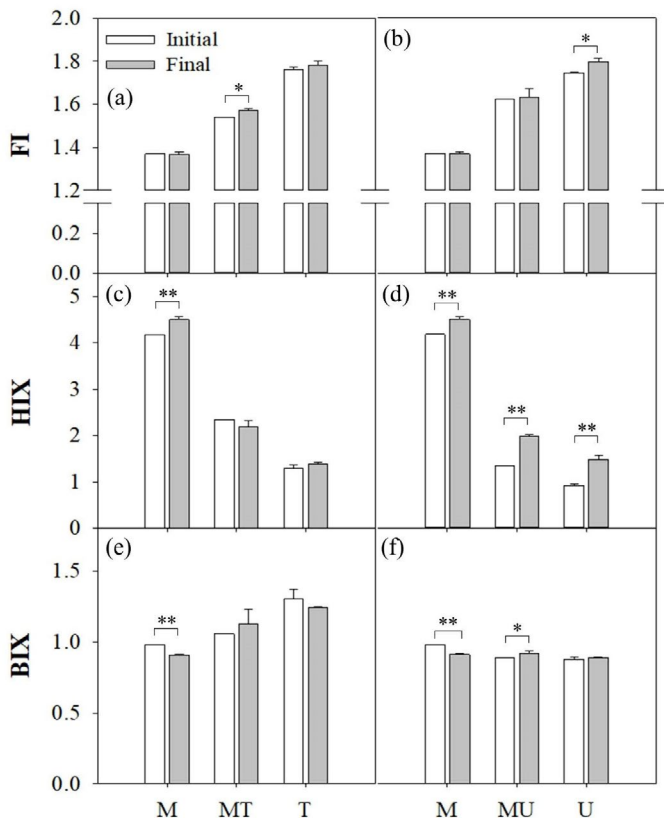 2.0
1.8
1.6
1.4
1.2
0.2
0.0
FI
Initial
Final
(a)
*
(b)
*
5
4
3
2
1
0
HIX
(c)
**
(d)
**
**
**
1.5
1.0
0.5
0.0
BIX
(e)
**
(f)
**
*
M MT T M MU U